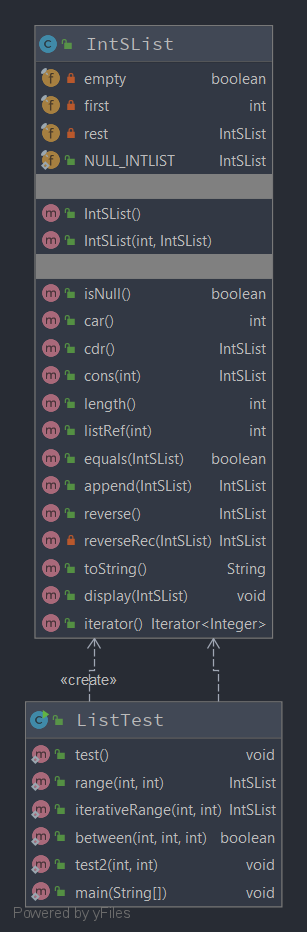 IntSList
empty boolean
first int
rest IntSList
NULL_INTLIST IntSList
IntSList()
IntSList(int, IntSList)
isNull() boolean
car() int
cdr() IntSList
cons(int) IntSList
length() int
listRef(int) int
equals(IntSList) boolean
append(IntSList) IntSList
reverse() IntSList
reverseRec(IntSList) IntSList
toString() String
display(IntSList) void
iterator() Iterator<Integer>
«create»
ListTest
test() void
range(int, int) IntSList
iterativeRange(int, int) IntSList
between(int, int, int) boolean
test2(int, int) void
main(String[]) void
Powered by yFiles